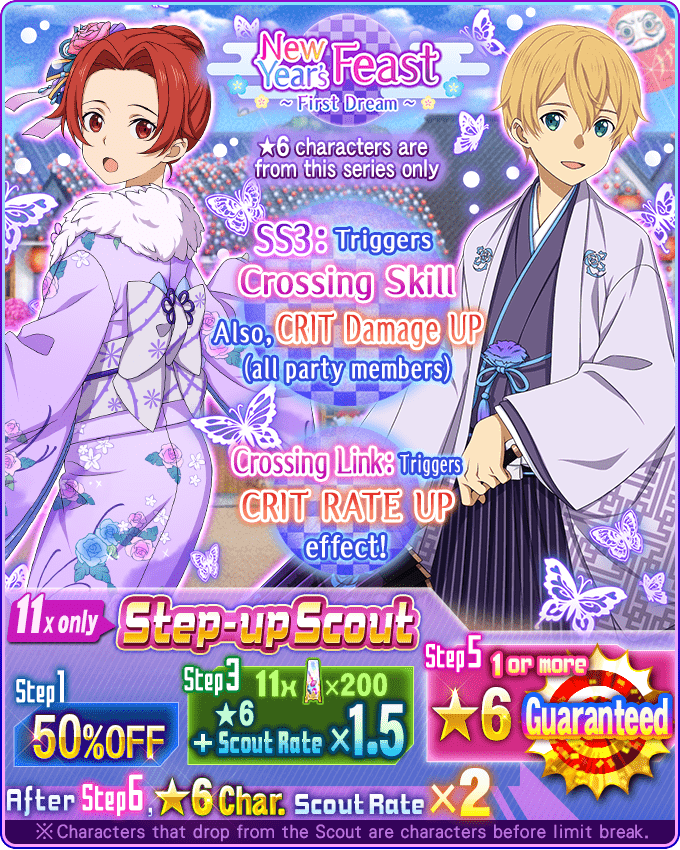 New
Year's Feast
~ First Dream ~
★6 characters are
from this series only
SS3: Triggers
Crossing Skill
Also, CRIT Damage UP
(all party members)
Crossing Link: Triggers
CRIT RATE UP
effect!
11x only Step-up Scout
Step1
50%OFF
Step3 11x ×200
★6
+ Scout Rate ×1.5
Step5 1 or more
★6 Guaranteed
After Step6, ★6 Char. Scout Rate ×2
※Characters that drop from the Scout are characters before limit break.